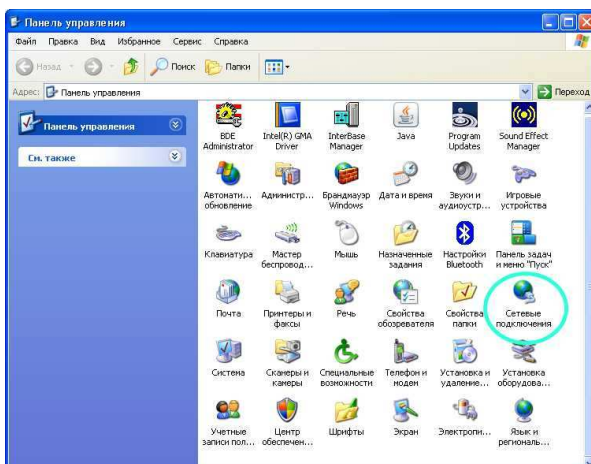 Панель управления
Файл Правка Вид Избранное Сервис Справка
Назад Поиск Папки
Адрес: Панель управления Переход
Панель управления
См. также
BDE Administrator
Intel(R) GMA Driver
InterBase Manager
Java
Program Updates
Sound Effect Manager
Автомати... обновление
Администр...
Брандмауэр Windows
Дата и время
Звуки и аудиоустр...
Игровые устройства
Клавиатура
Мастер беспровод...
Мышь
Назначенные задания
Настройки Bluetooth
Панель задач и меню "Пуск"
Почта
Принтеры и факсы
Речь
Свойства обозревателя
Свойства папки
Сетевые подключения
Система
Сканеры и камеры
Специальные возможности
Телефон и модем
Установка и удаление...
Установка оборудова...
Учетные записи пол...
Центр обеспечен...
Шрифты
Экран
Электропи...
Язык и региональ...